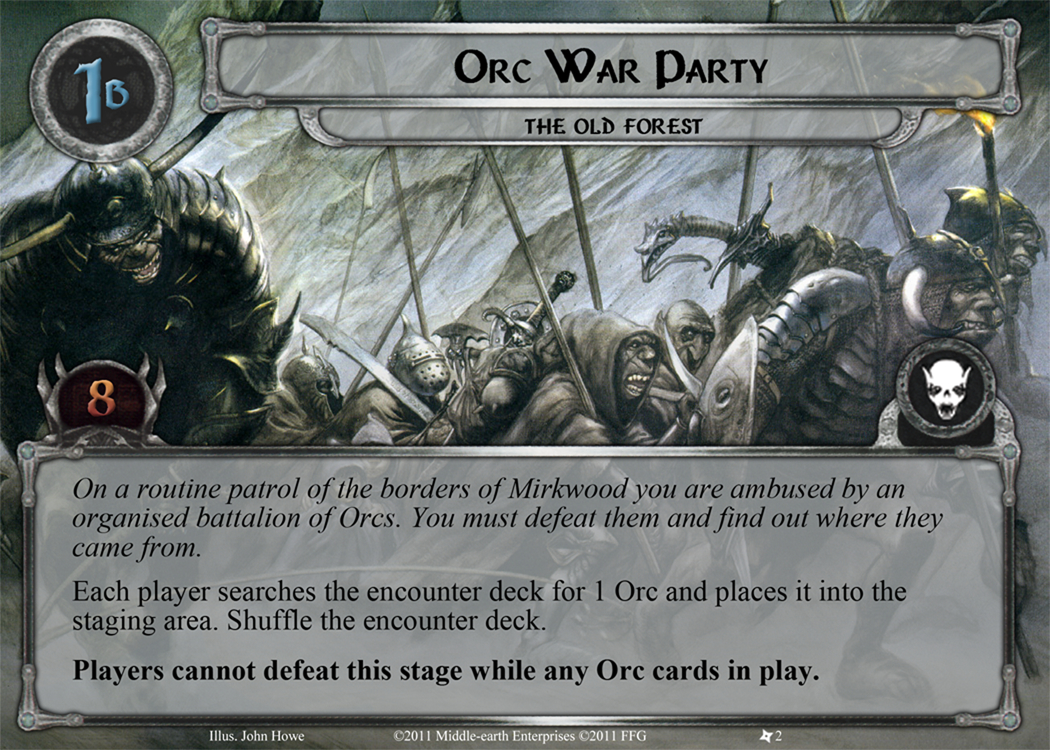 1B
ORC WAR PARTY
THE OLD FOREST
8
On a routine patrol of the borders of Mirkwood you are ambused by an
organised battalion of Orcs. You must defeat them and find out where they
came from.
Each player searches the encounter deck for 1 Orc and places it into the
staging area. Shuffle the encounter deck.
Players cannot defeat this stage while any Orc cards in play.
Illus. John Howe ©2011 Middle-earth Enterprises ©2011 FFG 2